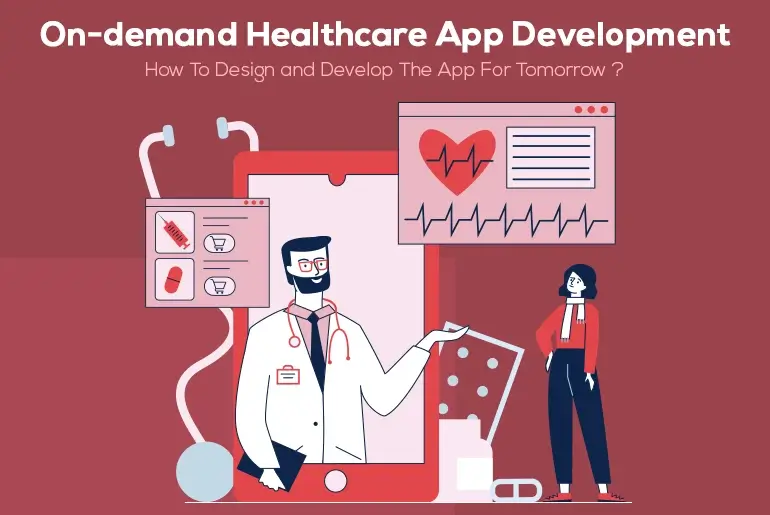 On-demand Healthcare App Development
How To Design and Develop The App For Tomorrow ?